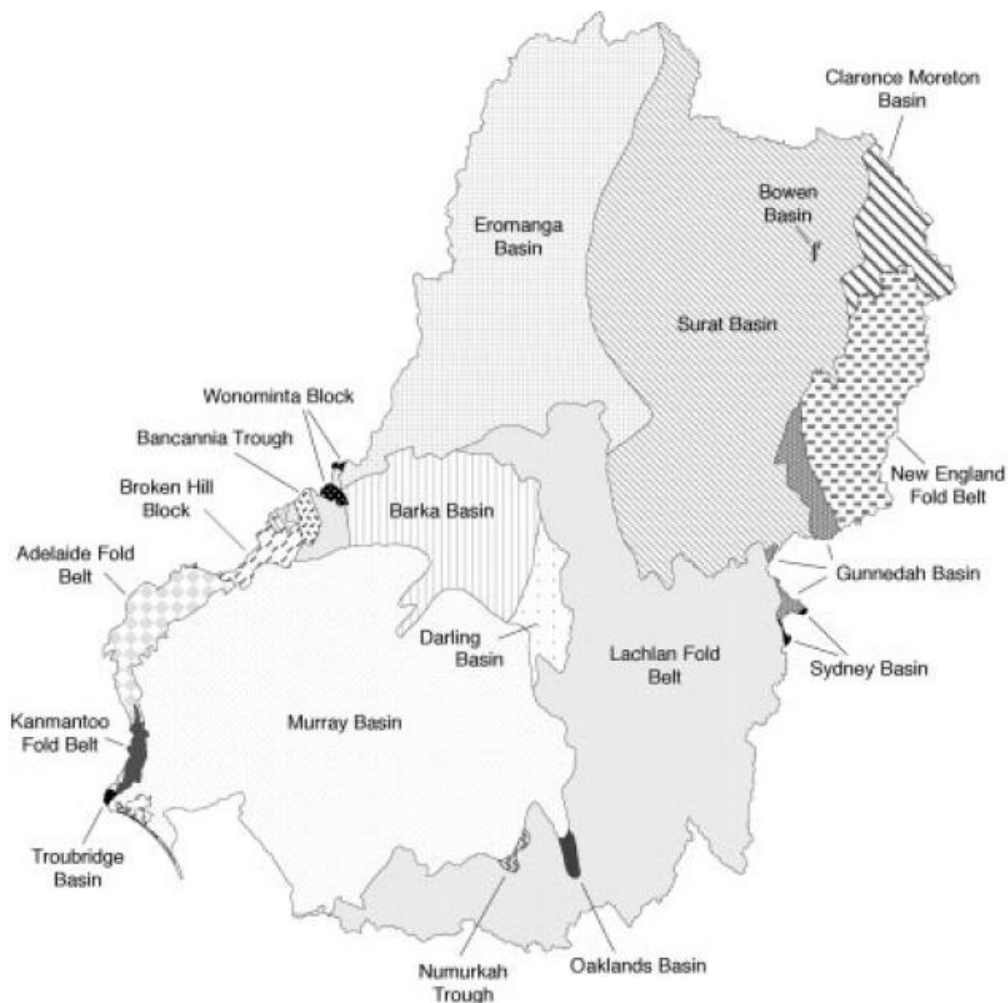 Clarence Moreton
Basin
Bowen
Basin
Eromanga
Basin
Surat Basin
Wonominta Block
Bancannia Trough
Broken Hill
Block
Barka Basin
New England
Fold Belt
Adelaide Fold
Belt
Gunnedah Basin
Darling
Basin
Lachlan Fold
Belt
Sydney Basin
Kanmantoo
Fold Belt
Murray Basin
Troubridge
Basin
Numurkah
Trough
Oaklands Basin